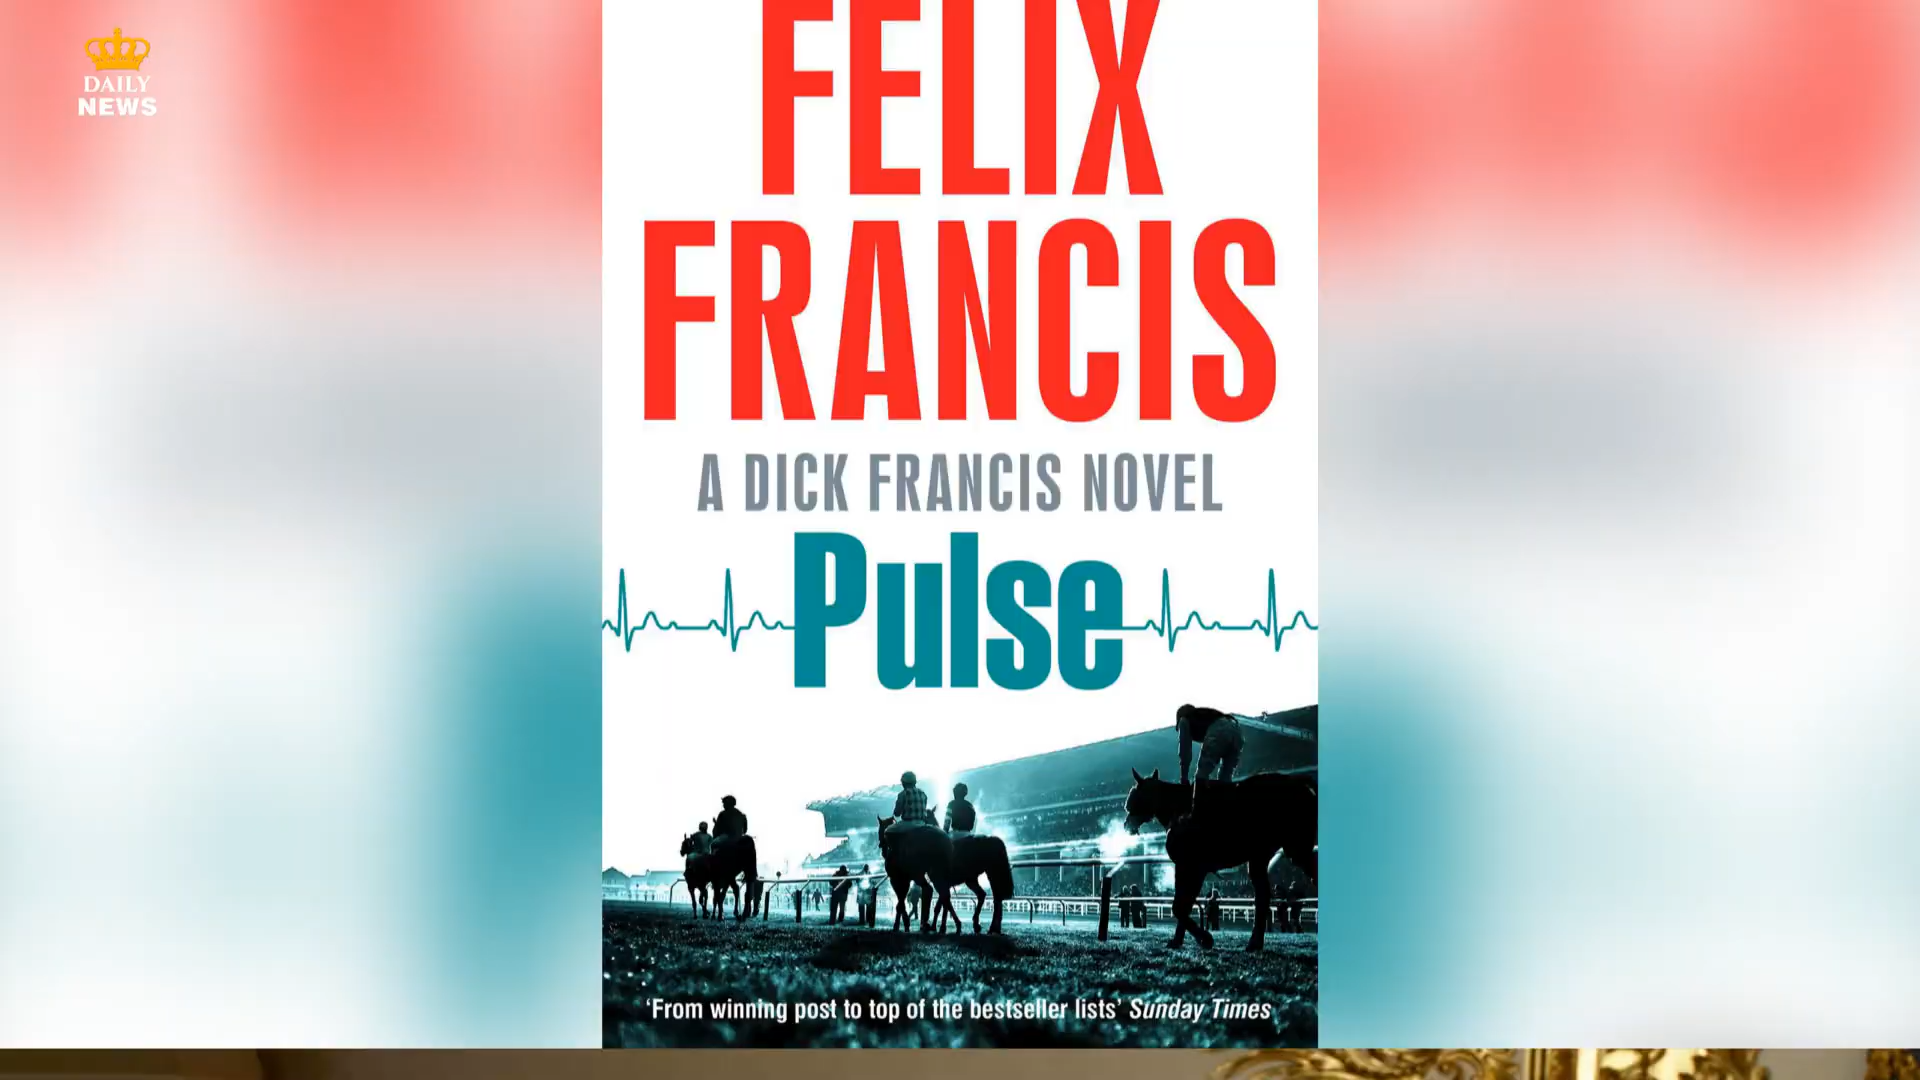 DAILY
NEWS
FELIX
FRANCIS
A DICK FRANCIS NOVEL
Pulse
‘From winning post to top of the bestseller lists’ Sunday Times